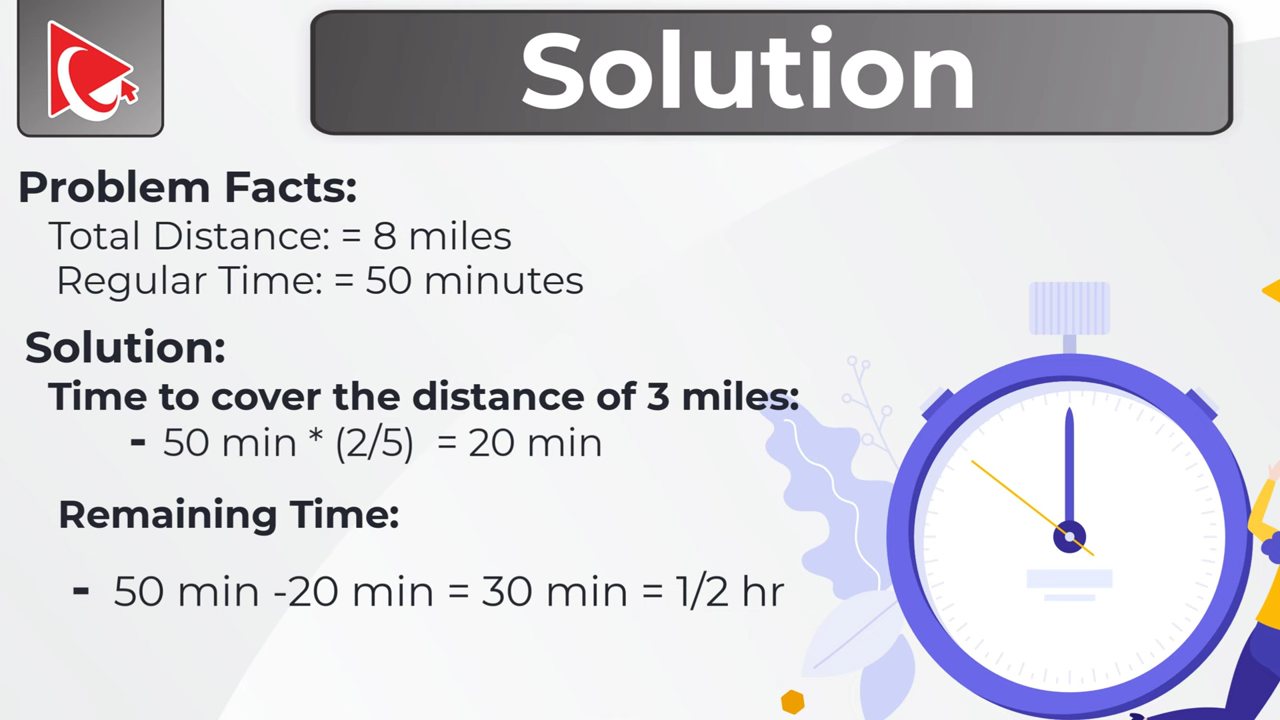 Solution
Problem Facts:
Total Distance: = 8 miles
Regular Time: = 50 minutes
Solution:
Time to cover the distance of 3 miles:
- 50 min * (2/5) = 20 min
Remaining Time:
- 50 min -20 min = 30 min = 1/2 hr